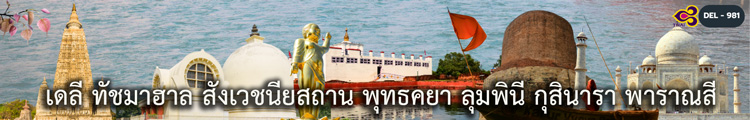 THAI
DEL - 981
เดลี ทัชมาฮาล สังเวชนียสถาน พุทธคยา ลุมพินี กุสินารา พาราณสี